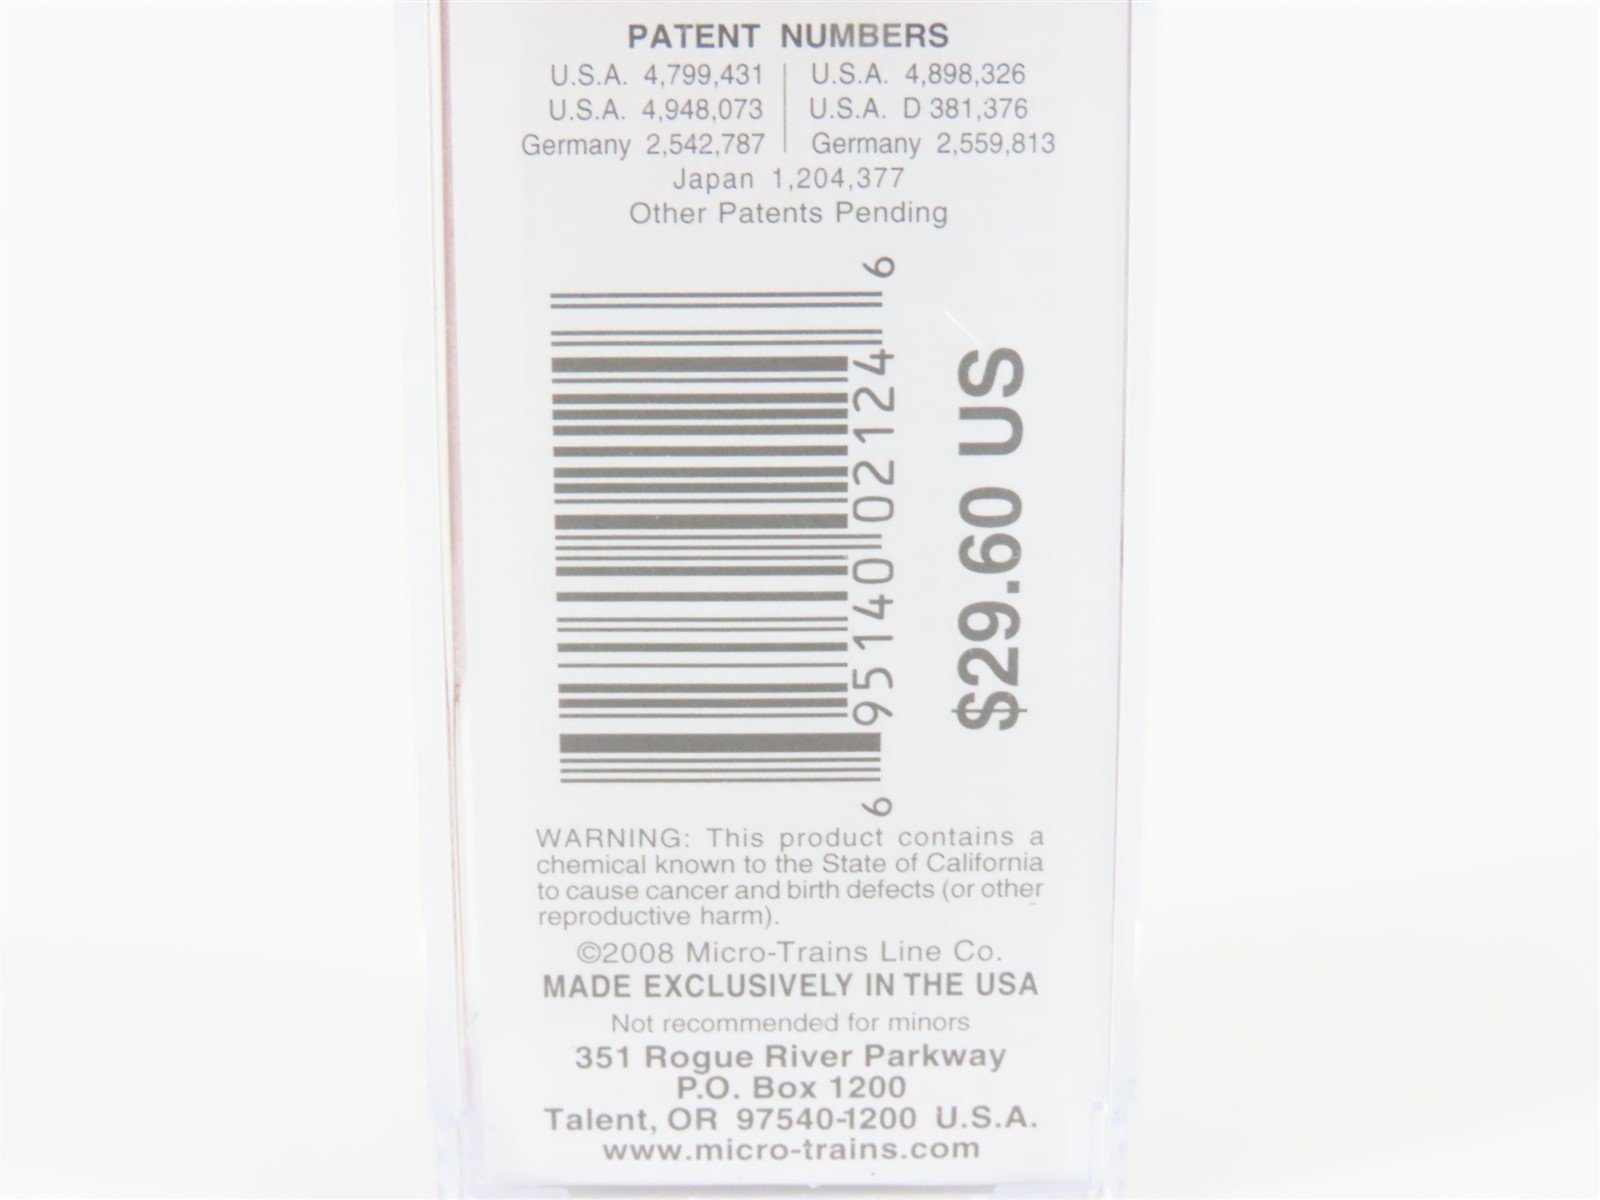 PATENT NUMBERS
U.S.A. 4,799,431 U.S.A. 4,898,326
U.S.A. 4,948,073 U.S.A. D 381,376
Germany 2,542,787 Germany 2,559,813
Japan 1,204,377
Other Patents Pending
6 95140 02124 6
$29.60 US
WARNING: This product contains a
chemical known to the State of California
to cause cancer and birth defects (or other
reproductive harm).
©2008 Micro-Trains Line Co.
MADE EXCLUSIVELY IN THE USA
Not recommended for minors
351 Rogue River Parkway
P.O. Box 1200
Talent, OR 97540-1200 U.S.A.
www.micro-trains.com